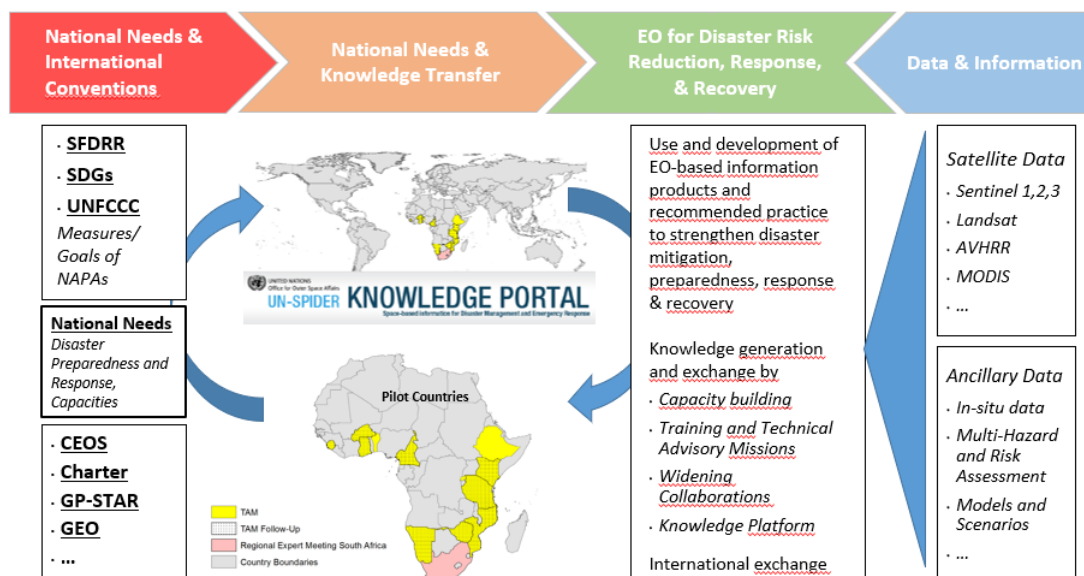 National Needs &
International
Conventions
National Needs &
Knowledge Transfer
EO for Disaster Risk
Reduction, Response,
& Recovery
Data & Information
· SFDRR
· SDGs
· UNFCCC
Measures/
Goals of
NAPAs
National Needs
Disaster
Preparedness and
Response,
Capacities
· CEOS
· Charter
· GP-STAR
· GEO
· ...
UNITED NATIONS
Office for Outer Space Affairs
UN-SPIDER KNOWLEDGE PORTAL
Space-based Information for Disaster Management and Emergency Response
Pilot Countries
TAM
TAM Follow-Up
Regional Expert Meeting South Africa
Country Boundaries
Use and development of
EO-based information
products and
recommended practice
to strengthen disaster
mitigation,
preparedness, response
& recovery
Knowledge generation
and exchange by
· Capacity building
· Training and Technical
Advisory Missions
· Widening
Collaborations
· Knowledge Platform
International exchange
Satellite Data
· Sentinel 1,2,3
· Landsat
· AVHRR
· MODIS
· ...
Ancillary Data
· In-situ data
· Multi-Hazard
and Risk
Assessment
· Models and
Scenarios
· ...